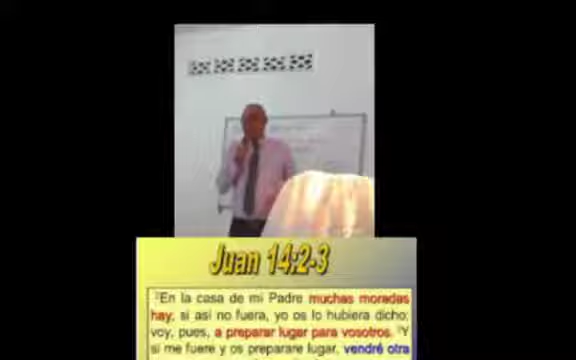 Juan 14:2-3
²En la casa de mi Padre muchas moradas
hay, si asi no fuera, yo os lo hubiera dicho;
voy, pues, a preparar lugar para vosotros. ³Y
si me fuere y os preparare lugar, vendré otra